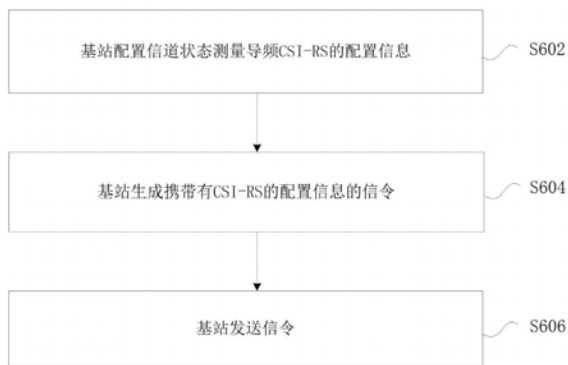 基站配置信道状态测量导频CSI-RS的配置信息
S602
基站生成携带有CSI-RS的配置信息的信令
S604
基站发送信令
S606